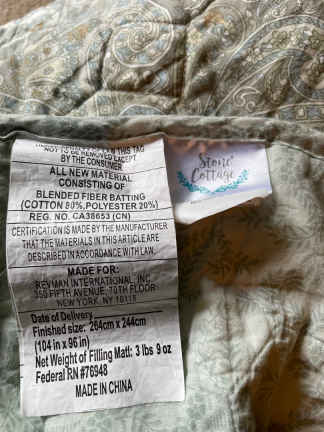 THIS TAG
NOT TO BE REMOVED EXCEPT
BY THE CONSUMER
ALL NEW MATERIAL
CONSISTING OF
BLENDED FIBER BATTING
(COTTON 80%,POLYESTER 20%)
REG. NO. CA38653 (CN)
CERTIFICATION IS MADE BY THE MANUFACTURER
THAT THE MATERIALS IN THIS ARTICLE ARE
DESCRIBED IN ACCORDANCE WITH LAW.
MADE FOR:
REVMAN INTERNATIONAL, INC.
350 FIFTH AVENUE, 70TH FLOOR
NEW YORK, NY 10118
Date of Delivery
Finished size: 264cm x 244cm
(104 in x 96 in)
Net Weight of Filling Matl: 3 lbs 9 oz
Federal RN #76948
MADE IN CHINA
Stone
Cottage